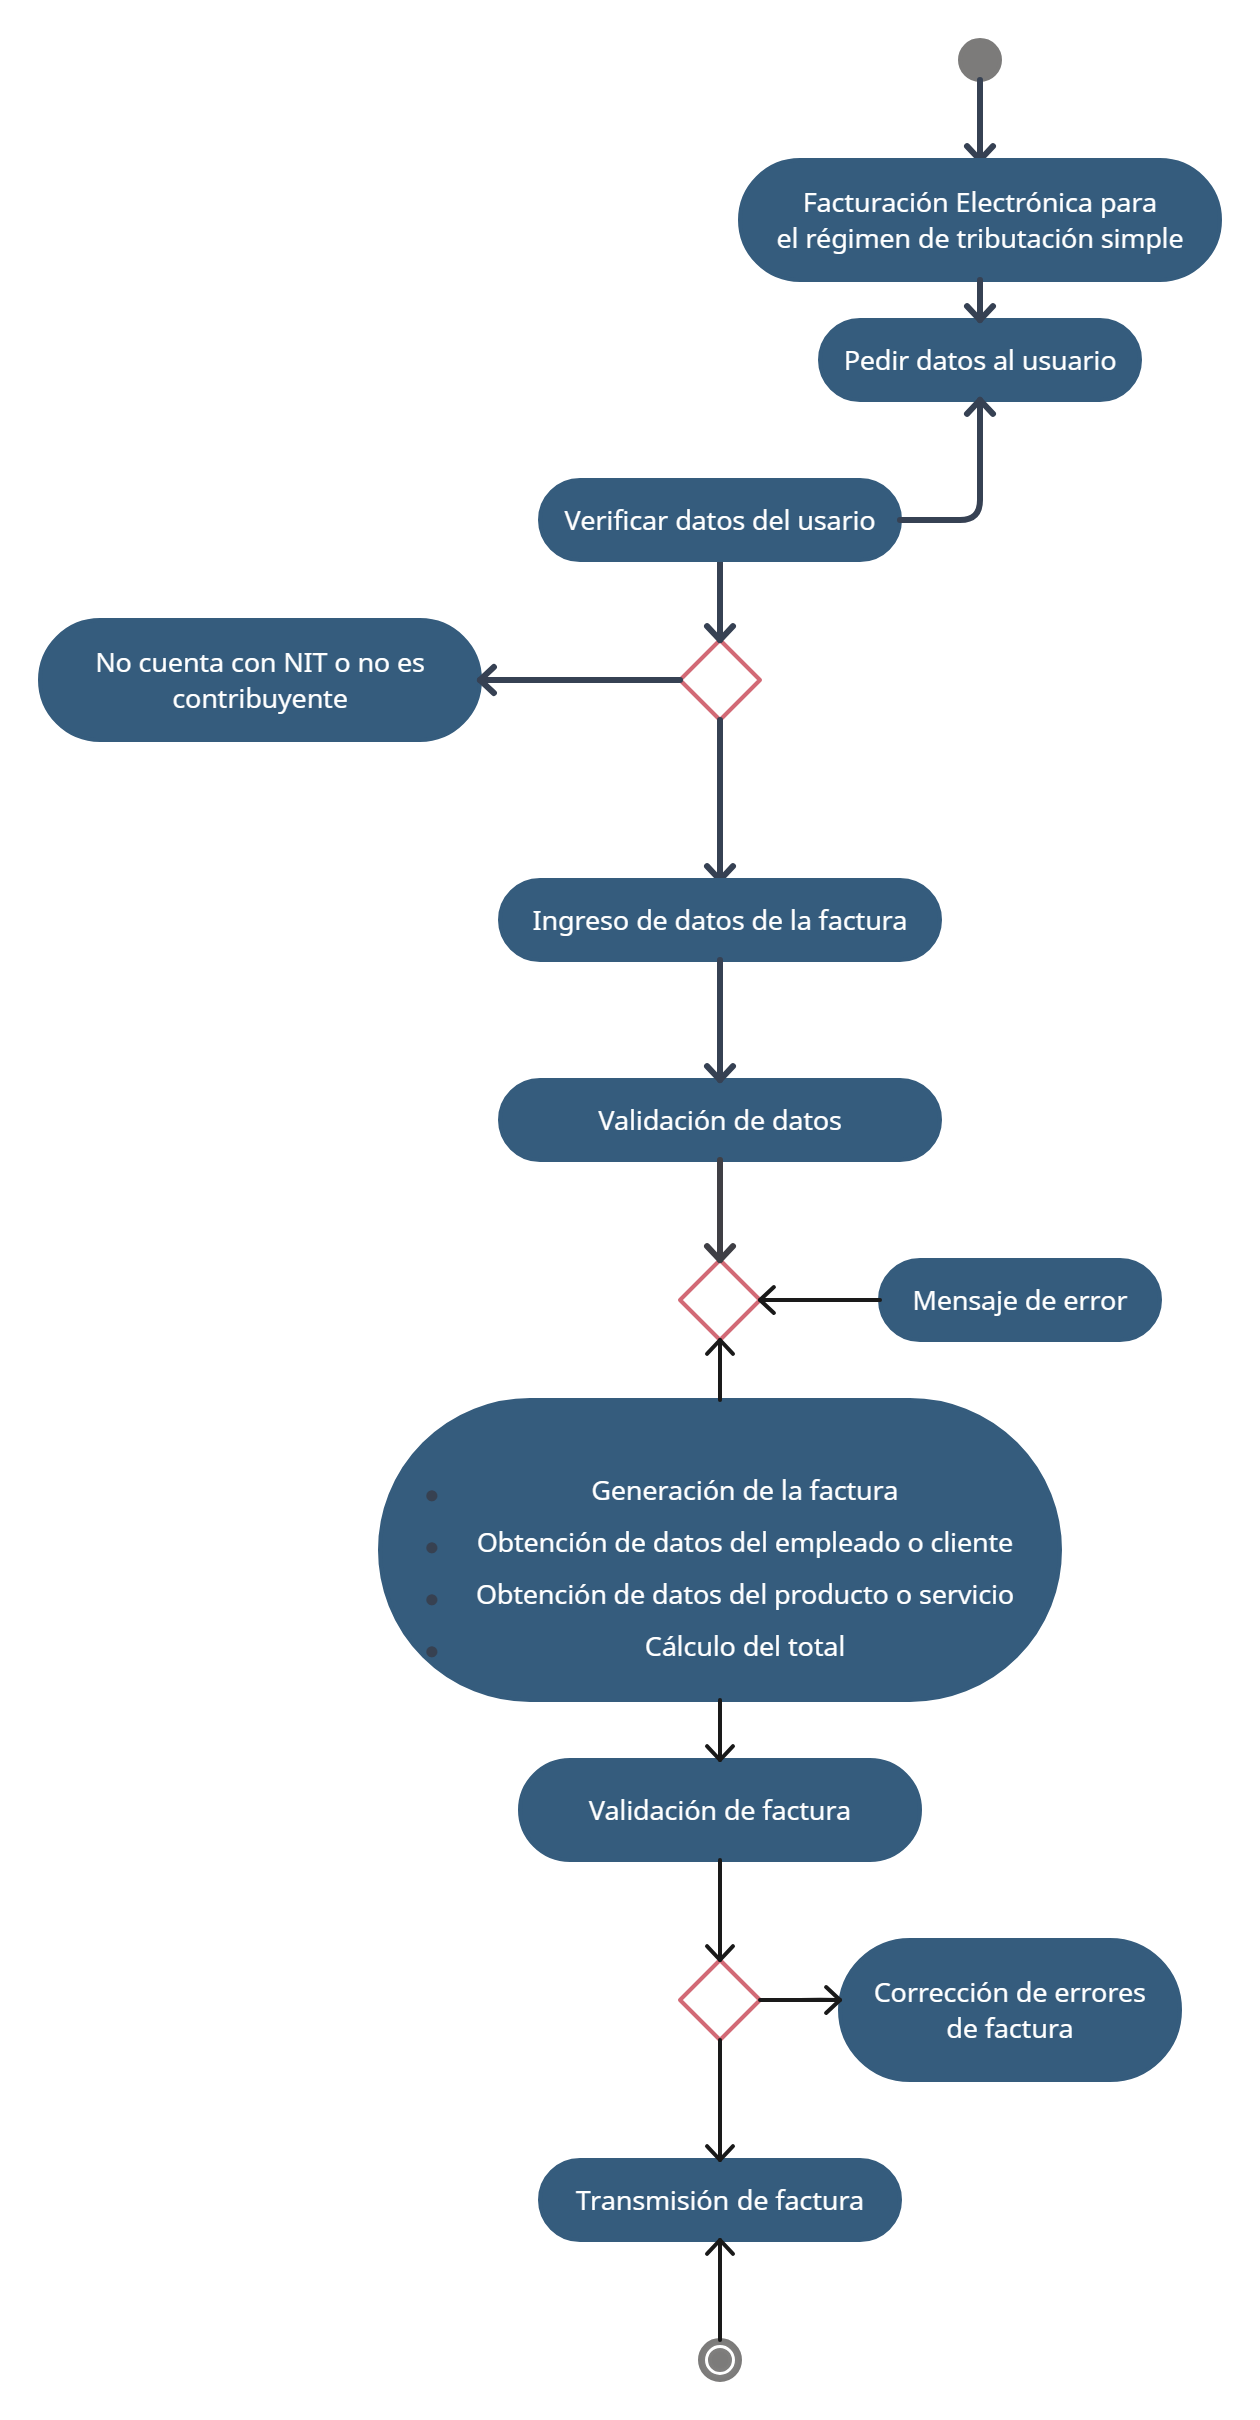 Facturación Electrónica para
el régimen de tributación simple
Pedir datos al usuario
Verificar datos del usario
No cuenta con NIT o no es
contribuyente
Ingreso de datos de la factura
Validación de datos
Mensaje de error
Generación de la factura
Obtención de datos del empleado o cliente
Obtención de datos del producto o servicio
Cálculo del total
Validación de factura
Corrección de errores
de factura
Transmisión de factura